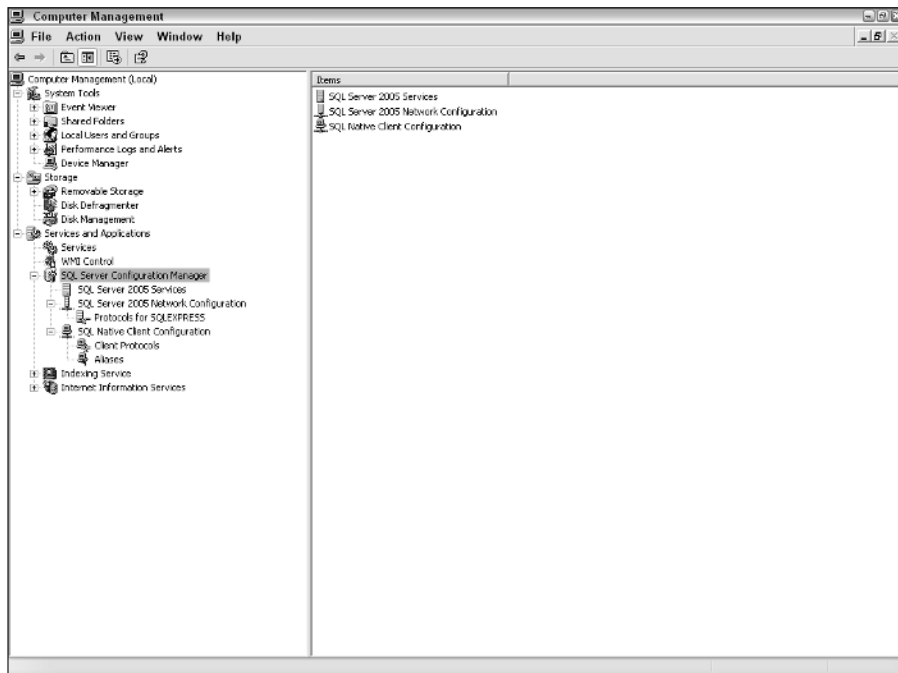 Computer Management
File Action View Window Help
Computer Management (Local)
System Tools
Event Viewer
Shared Folders
Local Users and Groups
Performance Logs and Alerts
Device Manager
Storage
Removable Storage
Disk Defragmenter
Disk Management
Services and Applications
Services
WMI Control
SQL Server Configuration Manager
SQL Server 2005 Services
SQL Server 2005 Network Configuration
Protocols for SQLEXPRESS
SQL Native Client Configuration
Client Protocols
Aliases
Indexing Service
Internet Information Services
Items
SQL Server 2005 Services
SQL Server 2005 Network Configuration
SQL Native Client Configuration